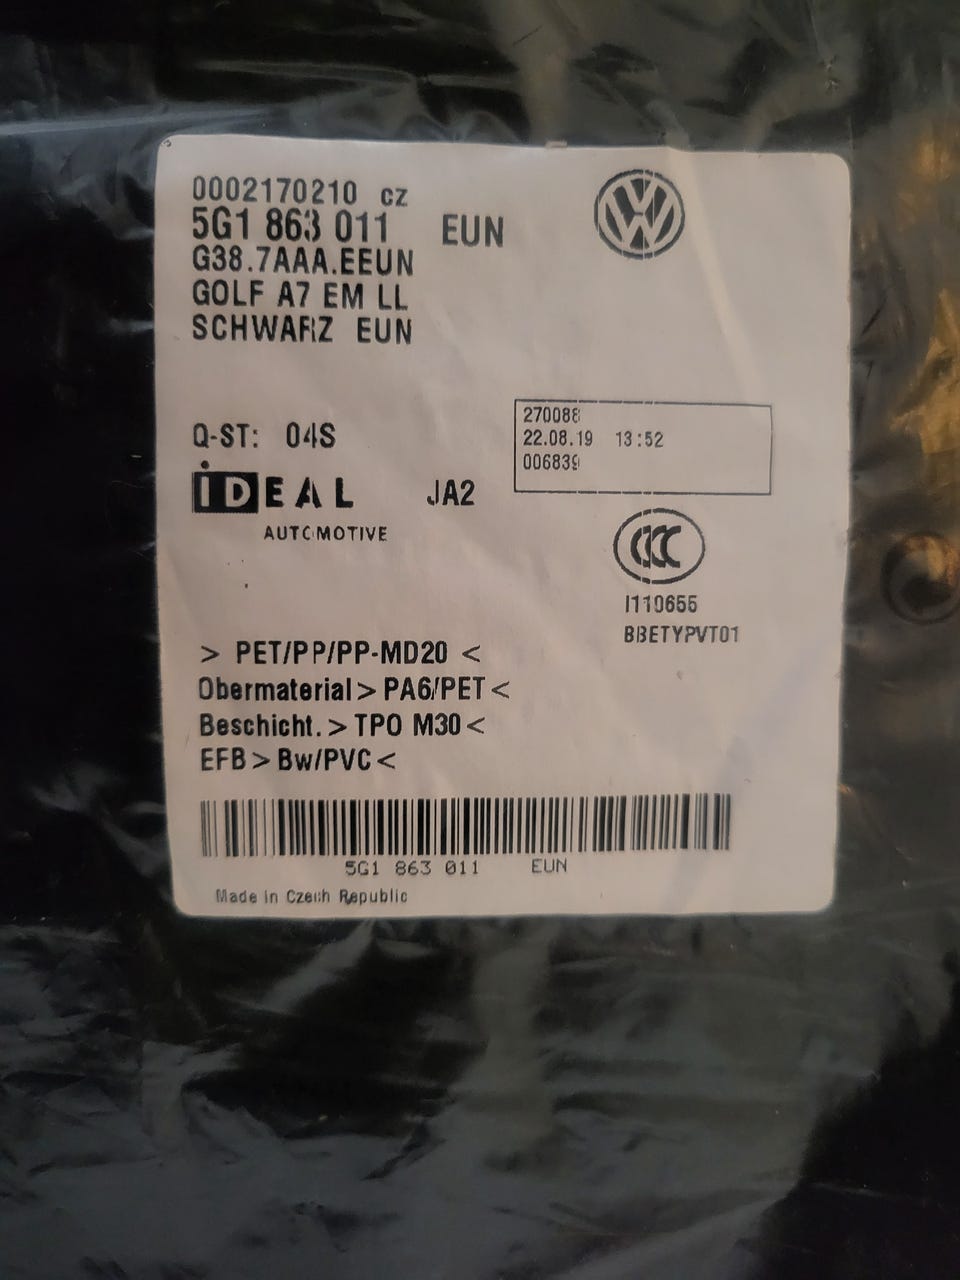 0002170210 cz
5G1 863 011 EUN
G38.7AAA.EEUN
GOLF A7 EM LL
SCHWARZ EUN
270088
22.08.19 13:52
006839
Q-ST: 04S
iDEAL JA2
AUTOMOTIVE
CCC
I110655
BBETYPVT01
> PET/PP/PP-MD20 <
Obermaterial > PA6/PET <
Beschicht. > TPO M30 <
EFB > Bw/PVC <
5G1 863 011 EUN
Made in Czech Republic